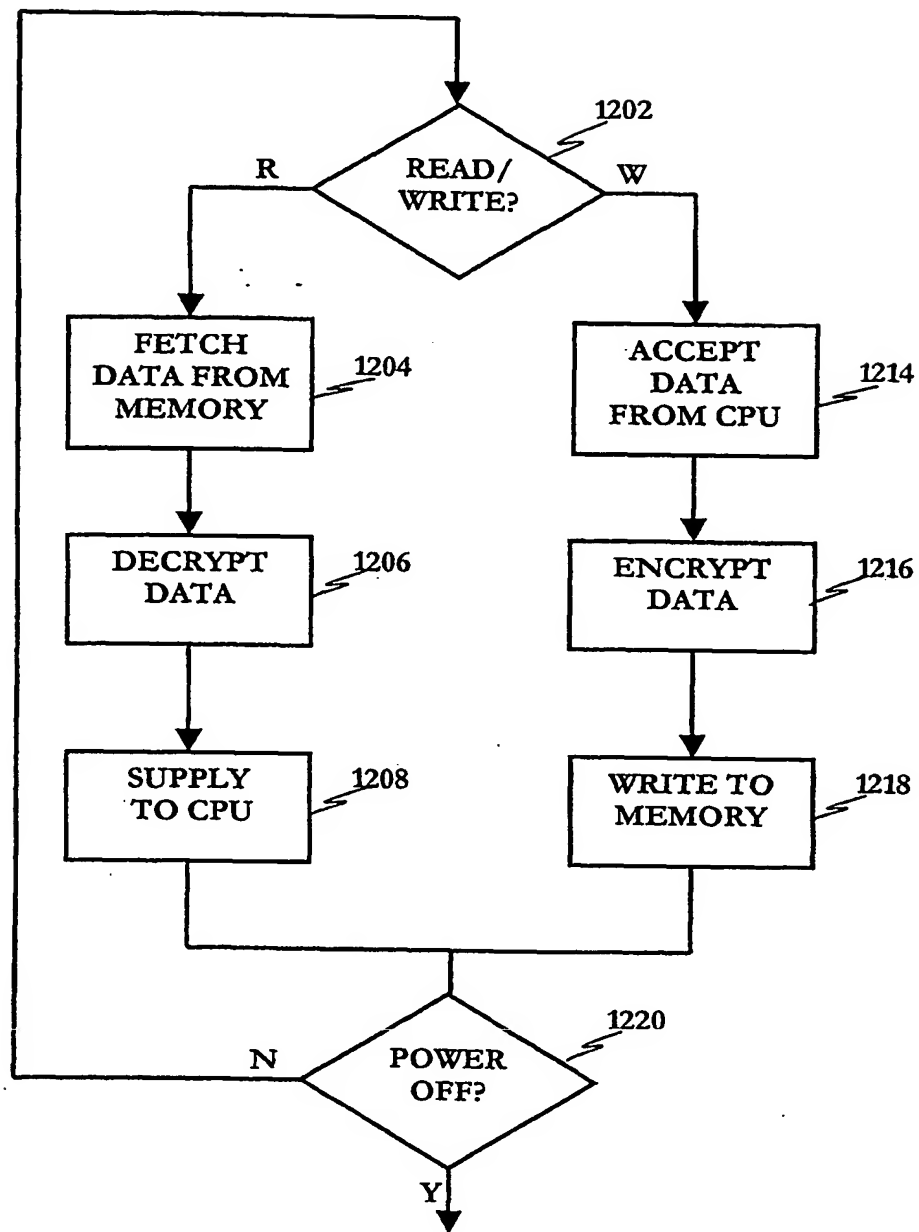 1202
READ/
WRITE?
R
W
FETCH
DATA FROM
MEMORY
1204
ACCEPT
DATA
FROM CPU
1214
DECRYPT
DATA
1206
ENCRYPT
DATA
1216
SUPPLY
TO CPU
1208
WRITE TO
MEMORY
1218
1220
POWER
OFF?
N
Y